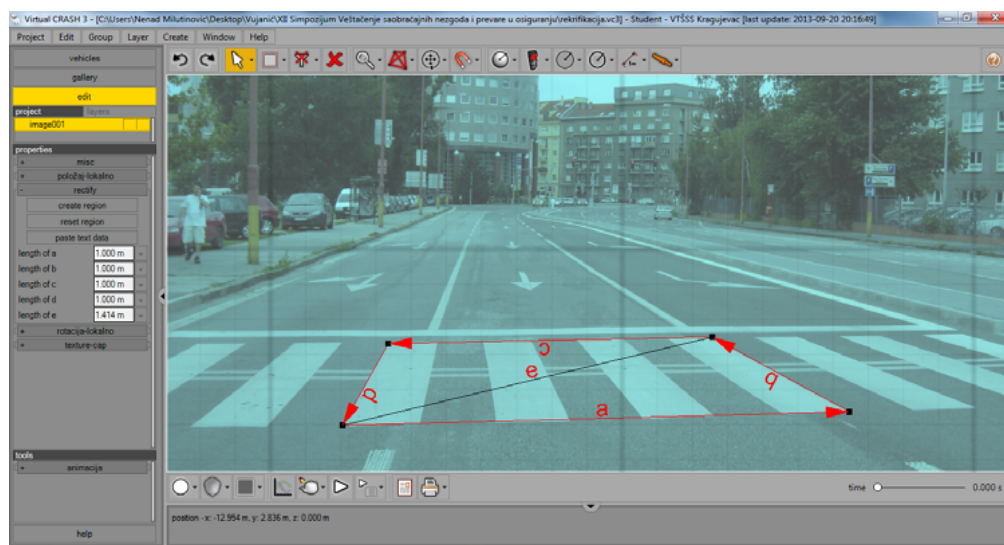 Virtual CRASH 3 - [C:\Users\Nenad Milutinovic\Desktop\Vujanić\XII Simpozijum Veštačenje saobraćajnih nezgoda i prevare u osiguranju\rekrifikacija.vc3] - Student - VTŠSS Kragujevac [last update: 2013-09-20 20:16:49]
Project Edit Group Layer Create Window Help
vehicles
gallery
edit
project layers
image001
properties
+ misc
+ položaj-lokalno
- rectify
create region
reset region
paste text data
length of a 1.000 m
length of b 1.000 m
length of c 1.000 m
length of d 1.000 m
length of e 1.414 m
+ rotacija-lokalno
+ texture-cap
c
e
d
b
a
tools
+ animacija
time 0.000 s
position - x: -12.954 m, y: 2.836 m, z: 0.000 m
help